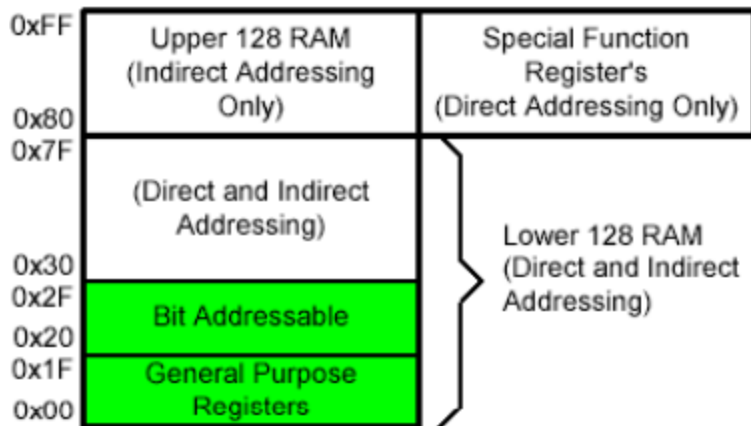 0xFF
Upper 128 RAM
(Indirect Addressing
Only)
0x80
Special Function
Register's
(Direct Addressing Only)
0x7F
(Direct and Indirect
Addressing)
0x30
Lower 128 RAM
(Direct and Indirect
Addressing)
0x2F
Bit Addressable
0x20
0x1F
General Purpose
Registers
0x00